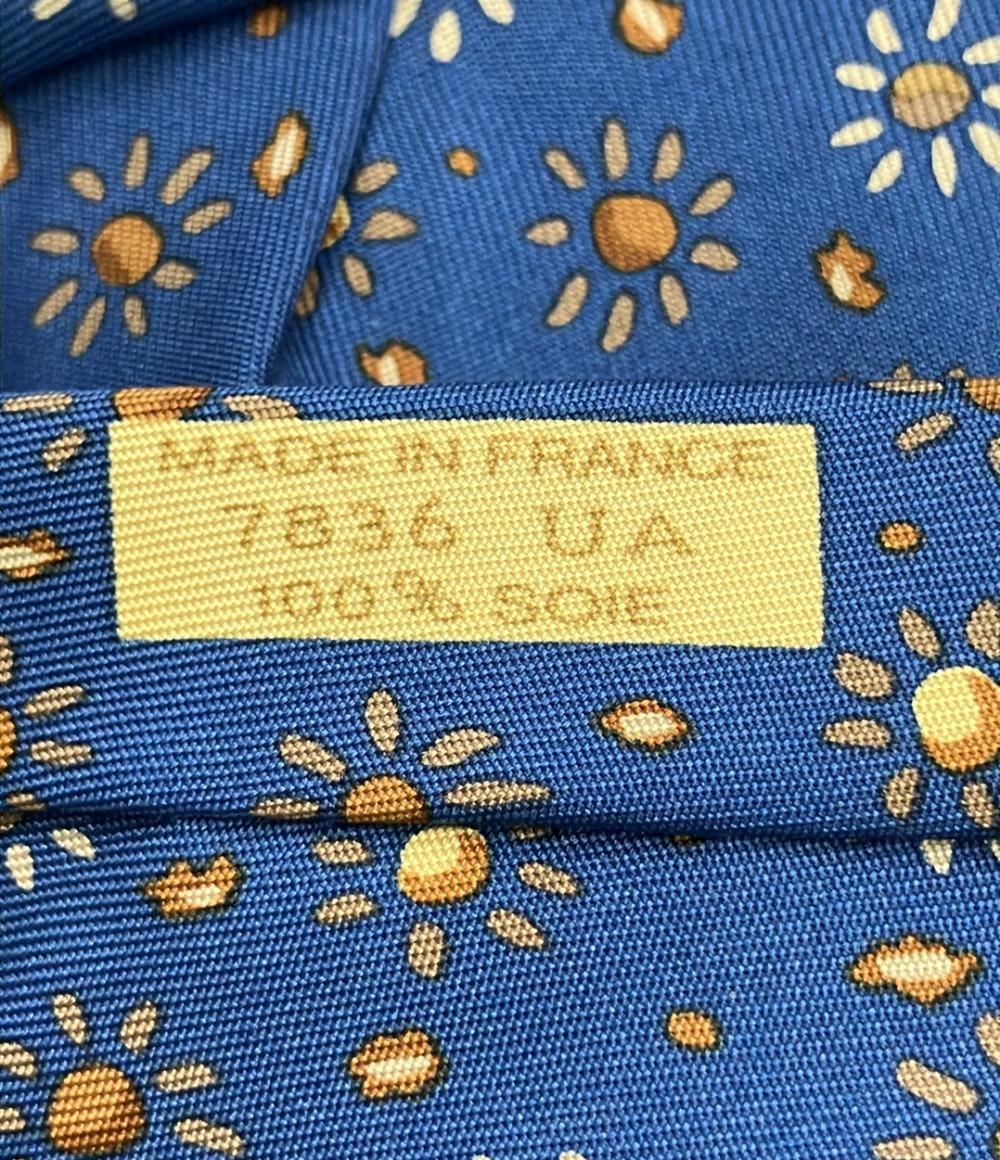 MADE IN FRANCE
7836 UA
100% SOIE